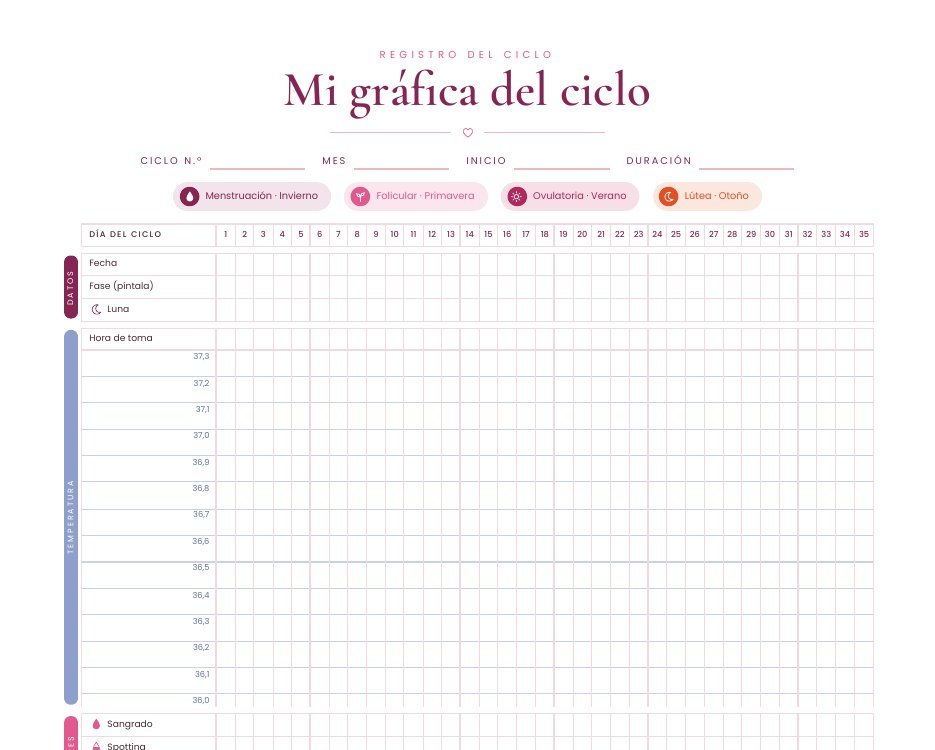 REGISTRO DEL CICLO
Mi gráfica del ciclo
CICLO N.º MES INICIO DURACIÓN
Menstruación · Invierno Folicular · Primavera Ovulatoria · Verano Lútea · Otoño
DÍA DEL CICLO 1 2 3 4 5 6 7 8 9 10 11 12 13 14 15 16 17 18 19 20 21 22 23 24 25 26 27 28 29 30 31 32 33 34 35
DATOS
Fecha
Fase (píntala)
Luna
TEMPERATURA
Hora de toma
37,3
37,2
37,1
37,0
36,9
36,8
36,7
36,6
36,5
36,4
36,3
36,2
36,1
36,0
Sangrado
Spotting